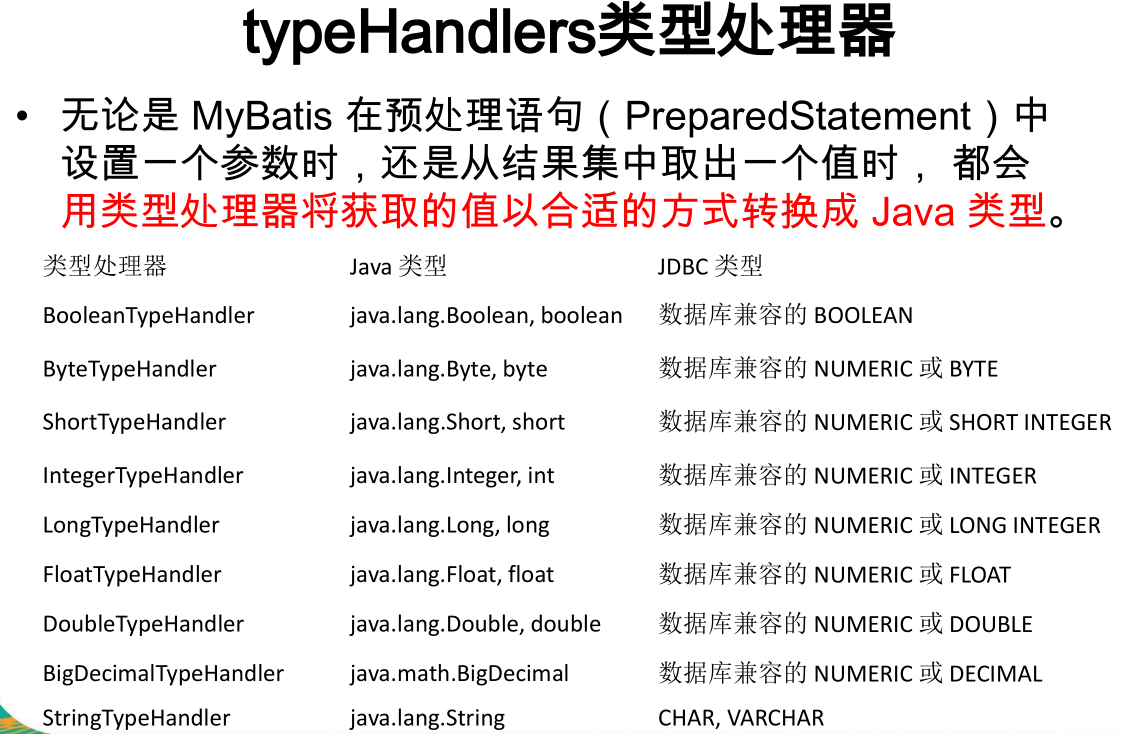 typeHandlers类型处理器
• 无论是 MyBatis 在预处理语句（PreparedStatement）中
设置一个参数时，还是从结果集中取出一个值时， 都会
用类型处理器将获取的值以合适的方式转换成 Java 类型。
类型处理器 Java 类型 JDBC 类型
BooleanTypeHandler java.lang.Boolean, boolean 数据库兼容的 BOOLEAN
ByteTypeHandler java.lang.Byte, byte 数据库兼容的 NUMERIC 或 BYTE
ShortTypeHandler java.lang.Short, short 数据库兼容的 NUMERIC 或 SHORT INTEGER
IntegerTypeHandler java.lang.Integer, int 数据库兼容的 NUMERIC 或 INTEGER
LongTypeHandler java.lang.Long, long 数据库兼容的 NUMERIC 或 LONG INTEGER
FloatTypeHandler java.lang.Float, float 数据库兼容的 NUMERIC 或 FLOAT
DoubleTypeHandler java.lang.Double, double 数据库兼容的 NUMERIC 或 DOUBLE
BigDecimalTypeHandler java.math.BigDecimal 数据库兼容的 NUMERIC 或 DECIMAL
StringTypeHandler java.lang.String CHAR, VARCHAR